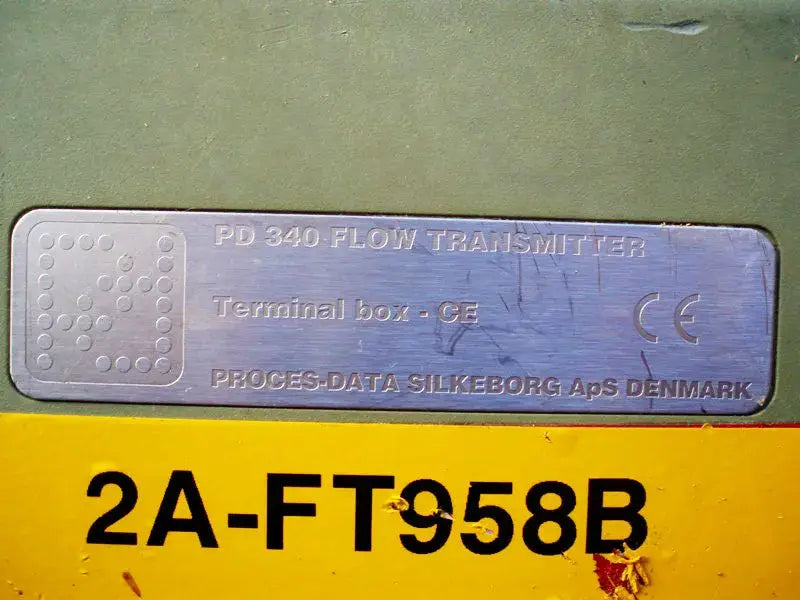 PD 340 FLOW TRANSMITTER
Terminal box - CE
CE
PROCES-DATA SILKEBORG ApS DENMARK
2A-FT958B